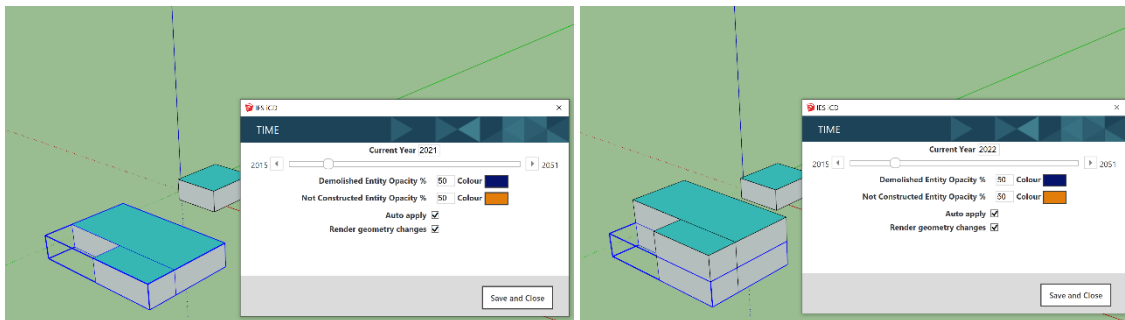 IES ICD
TIME
Current Year 2021
2015 2051
Demolished Entity Opacity % 50 Colour
Not Constructed Entity Opacity % 50 Colour
Auto apply
Render geometry changes
Save and Close
IES ICD
TIME
Current Year 2022
2015 2051
Demolished Entity Opacity % 50 Colour
Not Constructed Entity Opacity % 50 Colour
Auto apply
Render geometry changes
Save and Close